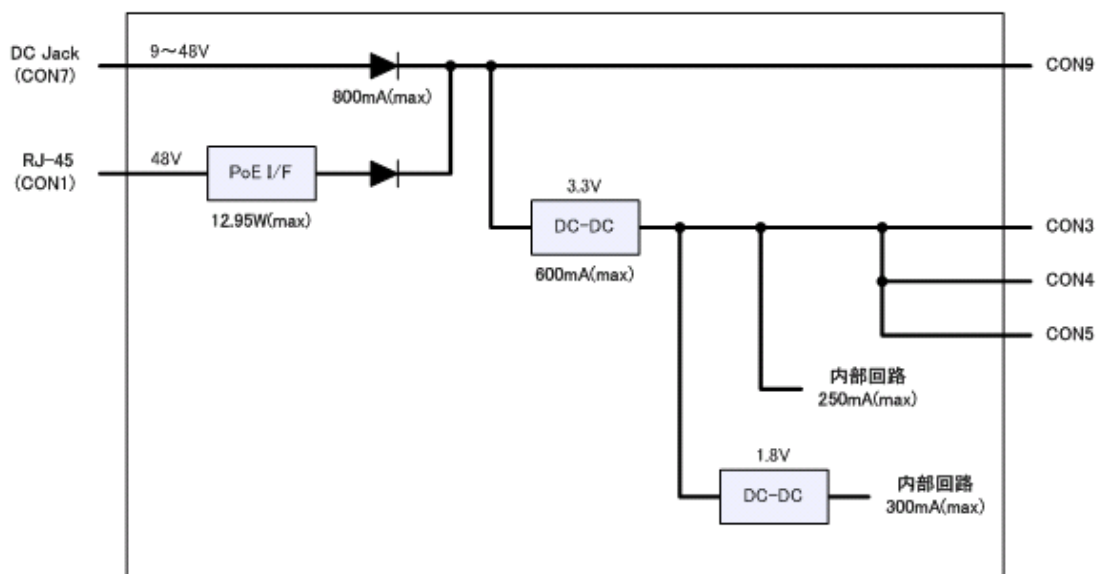 DC Jack
(CON7)
9～48V
800mA(max)
CON9
RJ-45
(CON1)
48V
PoE I/F
12.95W(max)
3.3V
DC-DC
600mA(max)
CON3
CON4
CON5
内部回路
250mA(max)
1.8V
DC-DC
内部回路
300mA(max)